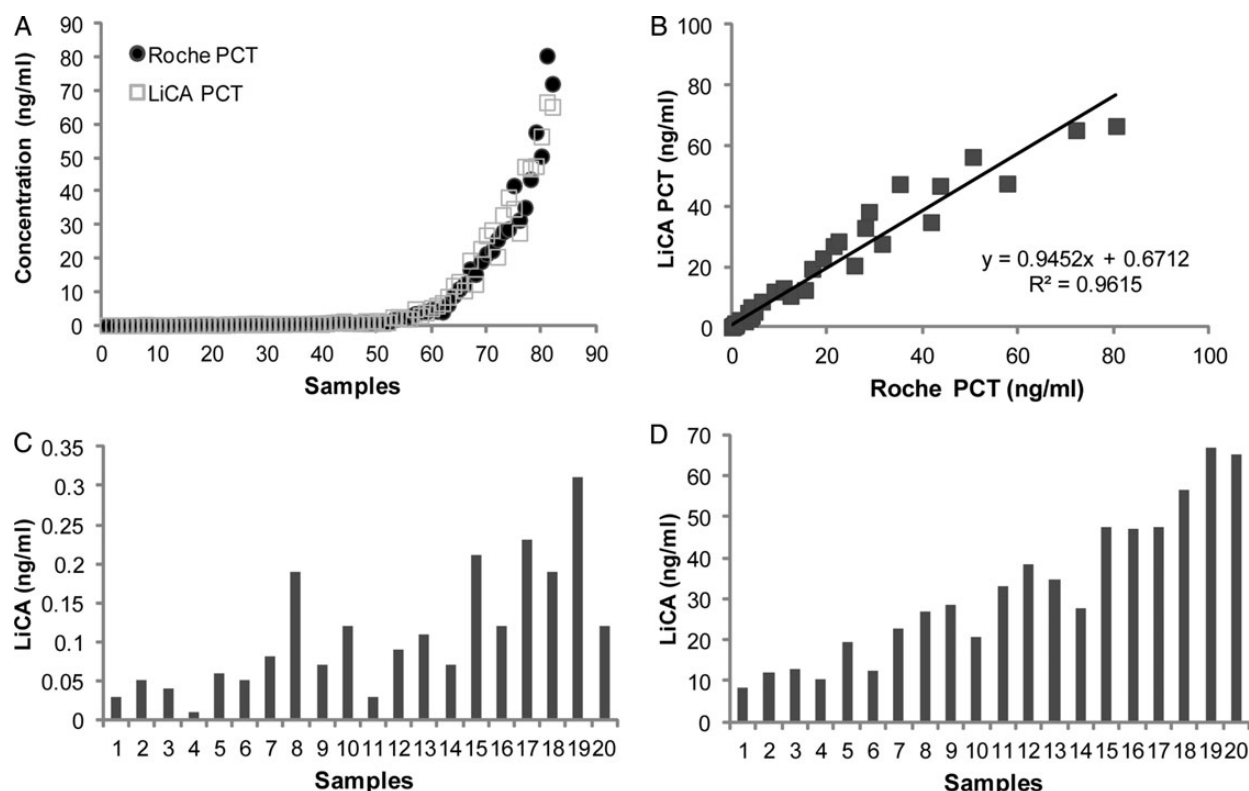 A
Concentration (ng/ml)
90
80
70
60
50
40
30
20
10
0
Roche PCT
LiCA PCT
0 10 20 30 40 50 60 70 80 90
Samples
B
LiCA PCT (ng/ml)
100
80
60
40
20
0
y = 0.9452x + 0.6712
R² = 0.9615
0 20 40 60 80 100
Roche PCT (ng/ml)
C
LiCA (ng/ml)
0.35
0.3
0.25
0.2
0.15
0.1
0.05
0
1 2 3 4 5 6 7 8 9 10 11 12 13 14 15 16 17 18 19 20
Samples
D
LiCA (ng/ml)
70
60
50
40
30
20
10
0
1 2 3 4 5 6 7 8 9 10 11 12 13 14 15 16 17 18 19 20
Samples